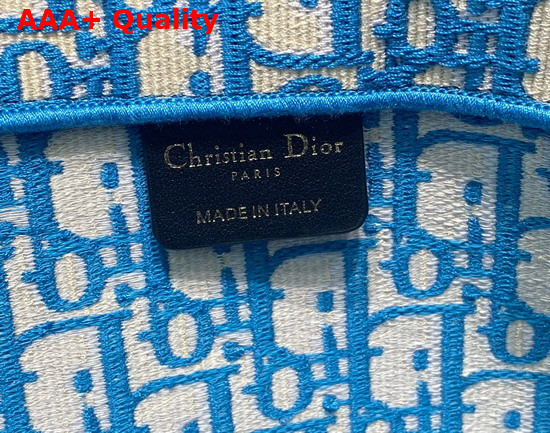 AAA+ Quality
Christian Dior
PARIS
MADE IN ITALY